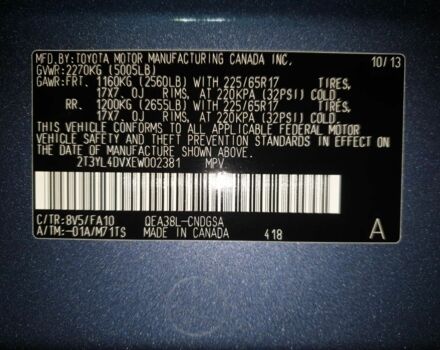 MFD.BY:TOYOTA MOTOR MANUFACTURING CANADA INC. 10/13
GVWR:2270KG (5005LB)
GAWR:FRT. 1160KG (2560LB) WITH 225/65R17 TIRES,
17X7.0J RIMS, AT 220KPA (32PSI) COLD
RR. 1200KG (2655LB) WITH 225/65R17 TIRES,
17X7.0J RIMS, AT 220KPA (32PSI) COLD
THIS VEHICLE CONFORMS TO ALL APPLICABLE FEDERAL MOTOR
VEHICLE SAFETY AND THEFT PREVENTION STANDARDS IN EFFECT
ON THE DATE OF MANUFACTURE SHOWN ABOVE.
2T3YL4DVXEW002381 MPV
C/TR:8V5/FA10 QEA38L-CNDGSA
A/TM:-01A/M71TS MADE IN CANADA 418 A